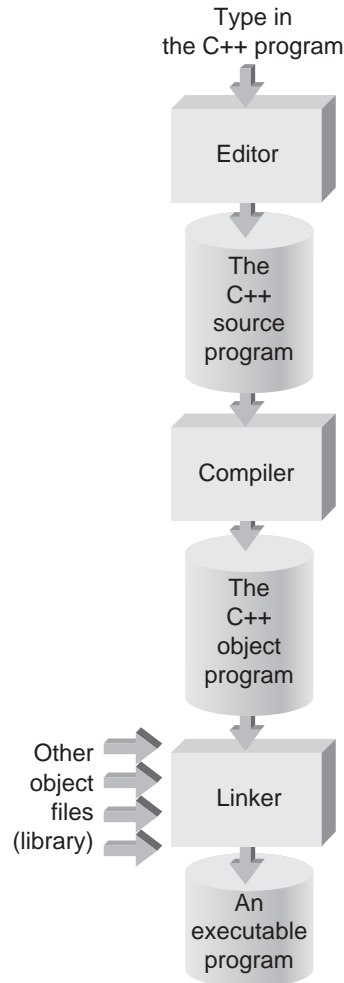 Type in
the C++ program
Editor
The
C++
source
program
Compiler
The
C++
object
program
Other
object
files
(library)
Linker
An
executable
program